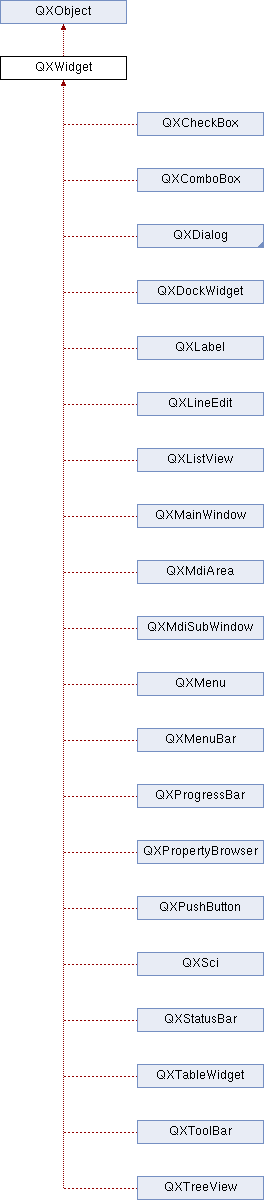 QXObject
QXWidget
QXCheckBox
QXComboBox
QXDialog
QXDockWidget
QXLabel
QXLineEdit
QXListView
QXMainWindow
QXMdiArea
QXMdiSubWindow
QXMenu
QXMenuBar
QXProgressBar
QXPropertyBrowser
QXPushButton
QXSci
QXStatusBar
QXTableWidget
QXToolBar
QXTreeView